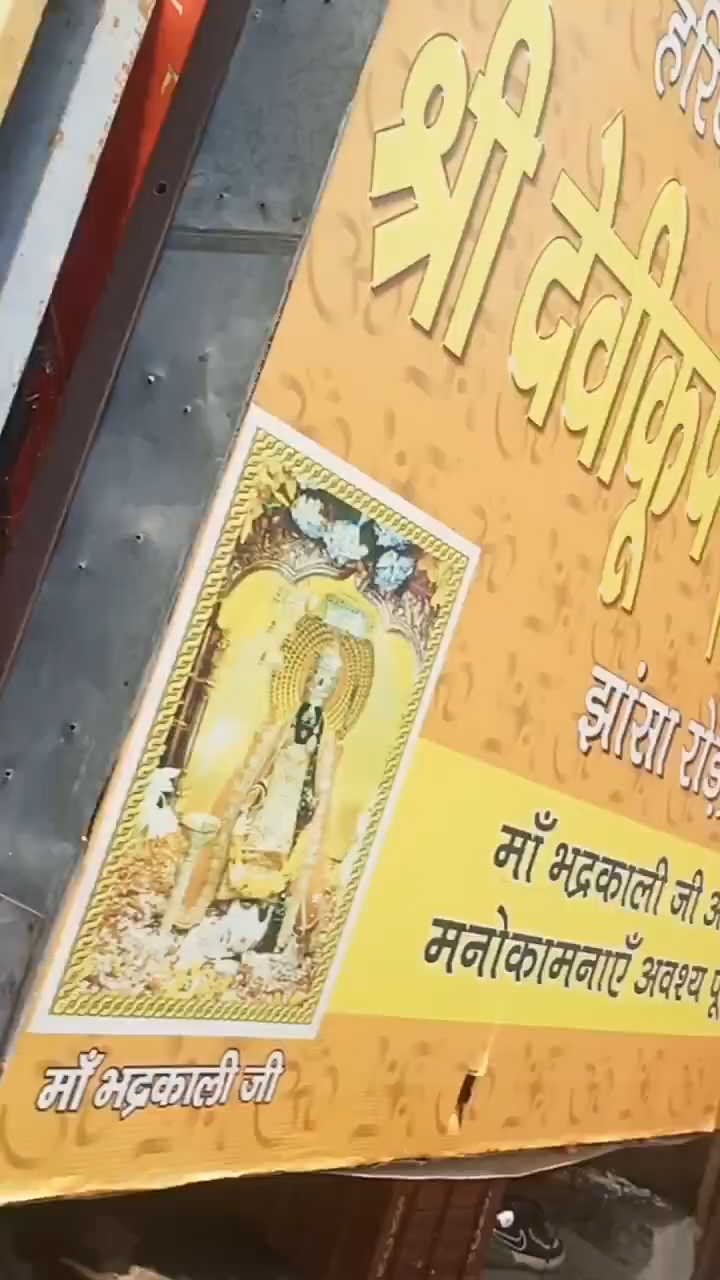 श्री देवीकूप
झांसा रोड़
माँ भद्रकाली जी
मनोकामनाएँ अवश्य
माँ भद्रकाली जी